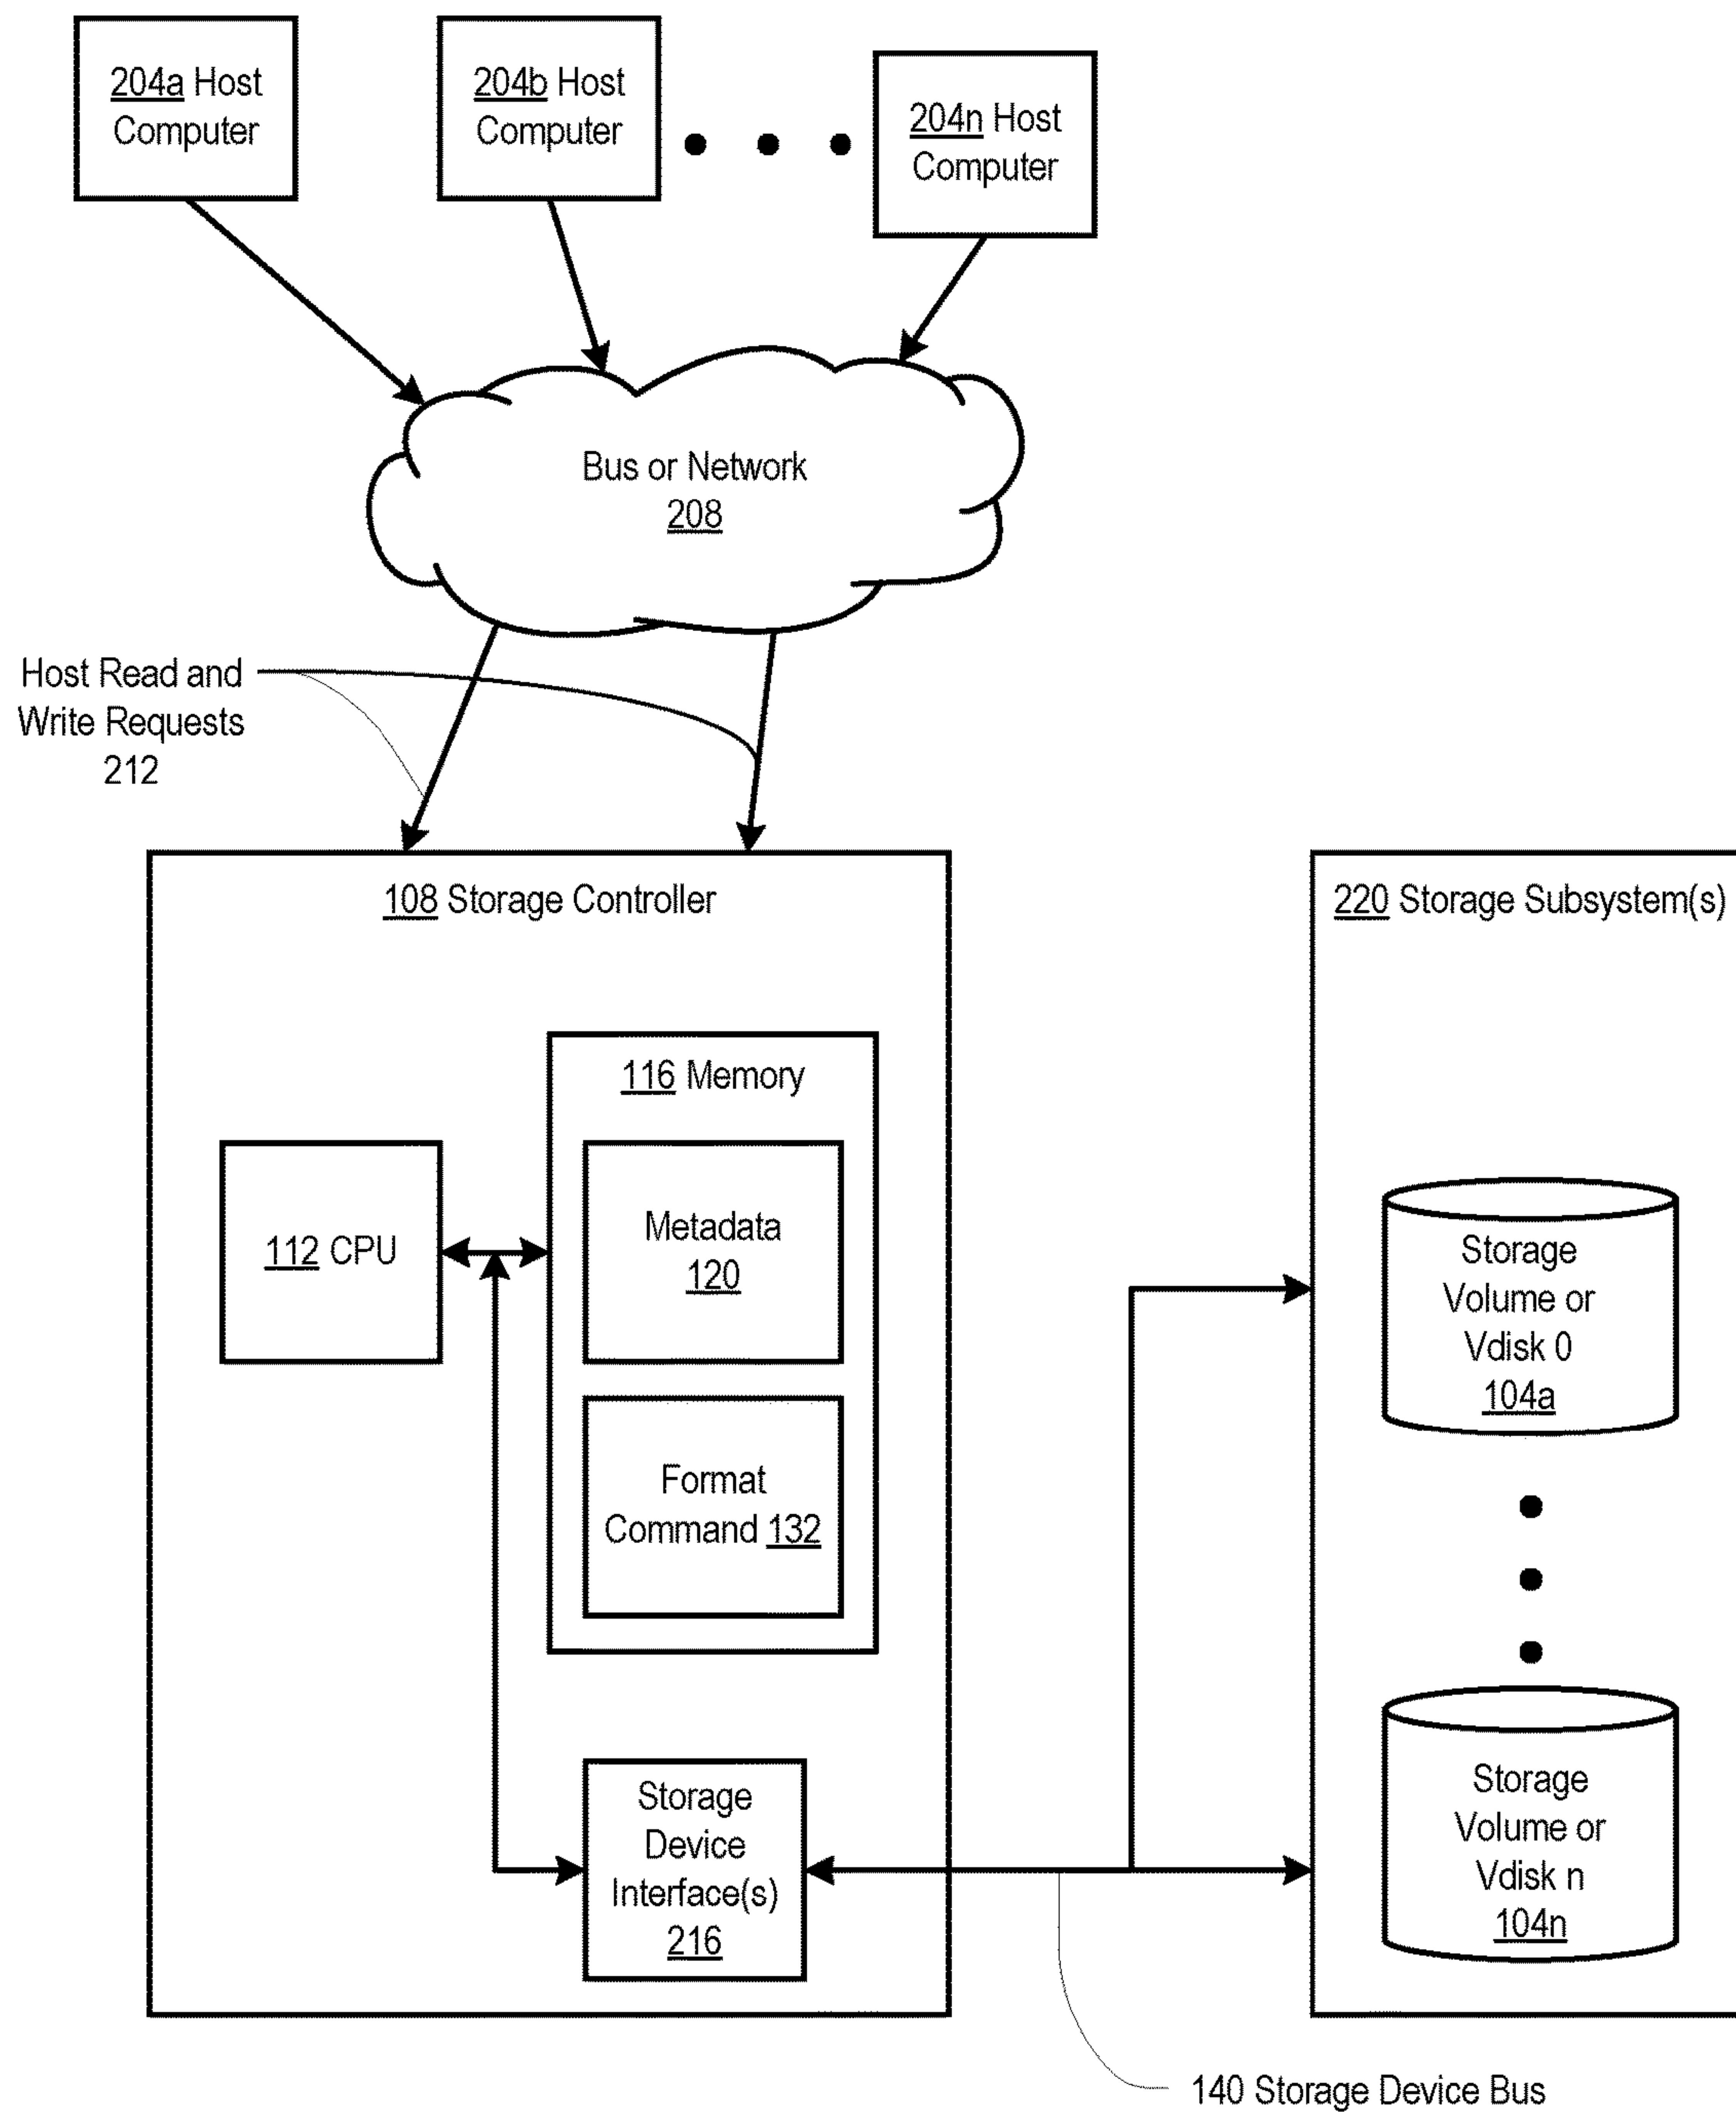 204a Host
Computer
204b Host
Computer
204n Host
Computer
Bus or Network
208
Host Read and
Write Requests
212
108 Storage Controller
220 Storage Subsystem(s)
116 Memory
112 CPU
Metadata
120
Format
Command 132
Storage
Device
Interface(s)
216
Storage
Volume or
Vdisk 0
104a
Storage
Volume or
Vdisk n
104n
140 Storage Device Bus